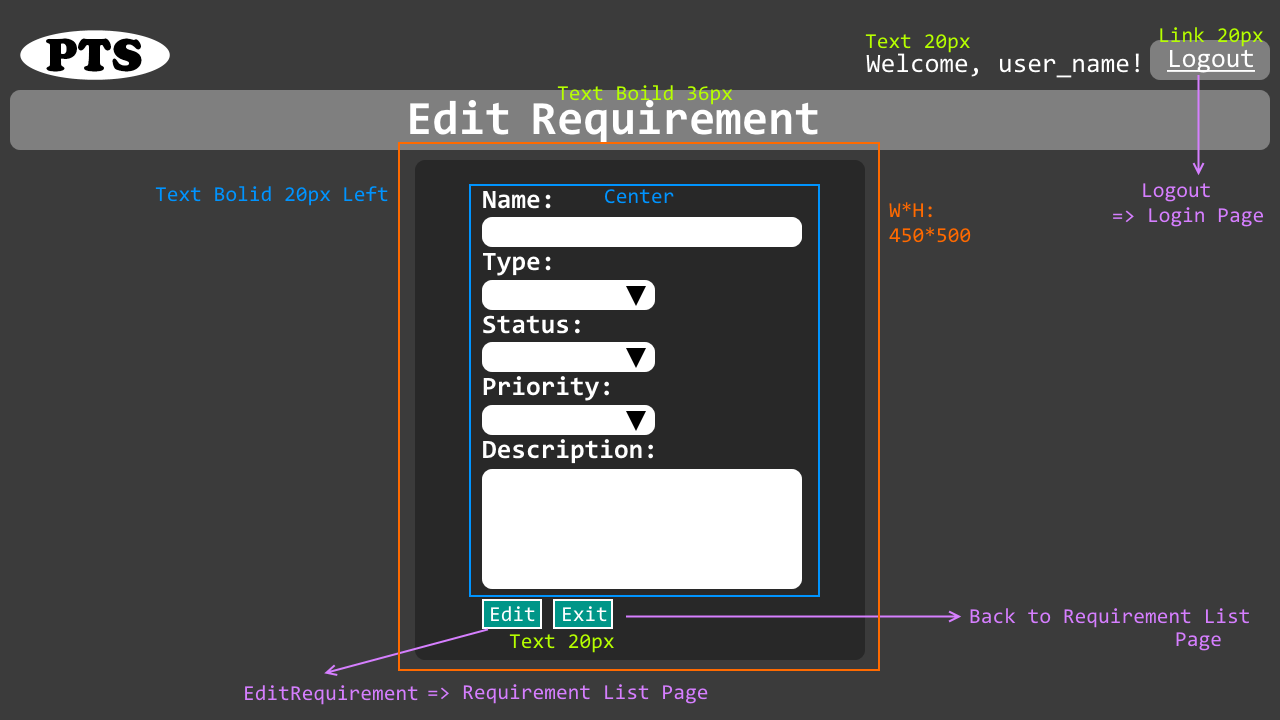 PTS
Text 20px
Link 20px
Welcome, user_name!
Logout
Text Boild 36px
Edit Requirement
Text Bolid 20px Left
Name:
Center
W*H:
450*500
Logout
=> Login Page
Type:
Status:
Priority:
Description:
Edit
Exit
Text 20px
Back to Requirement List
Page
EditRequirement => Requirement List Page